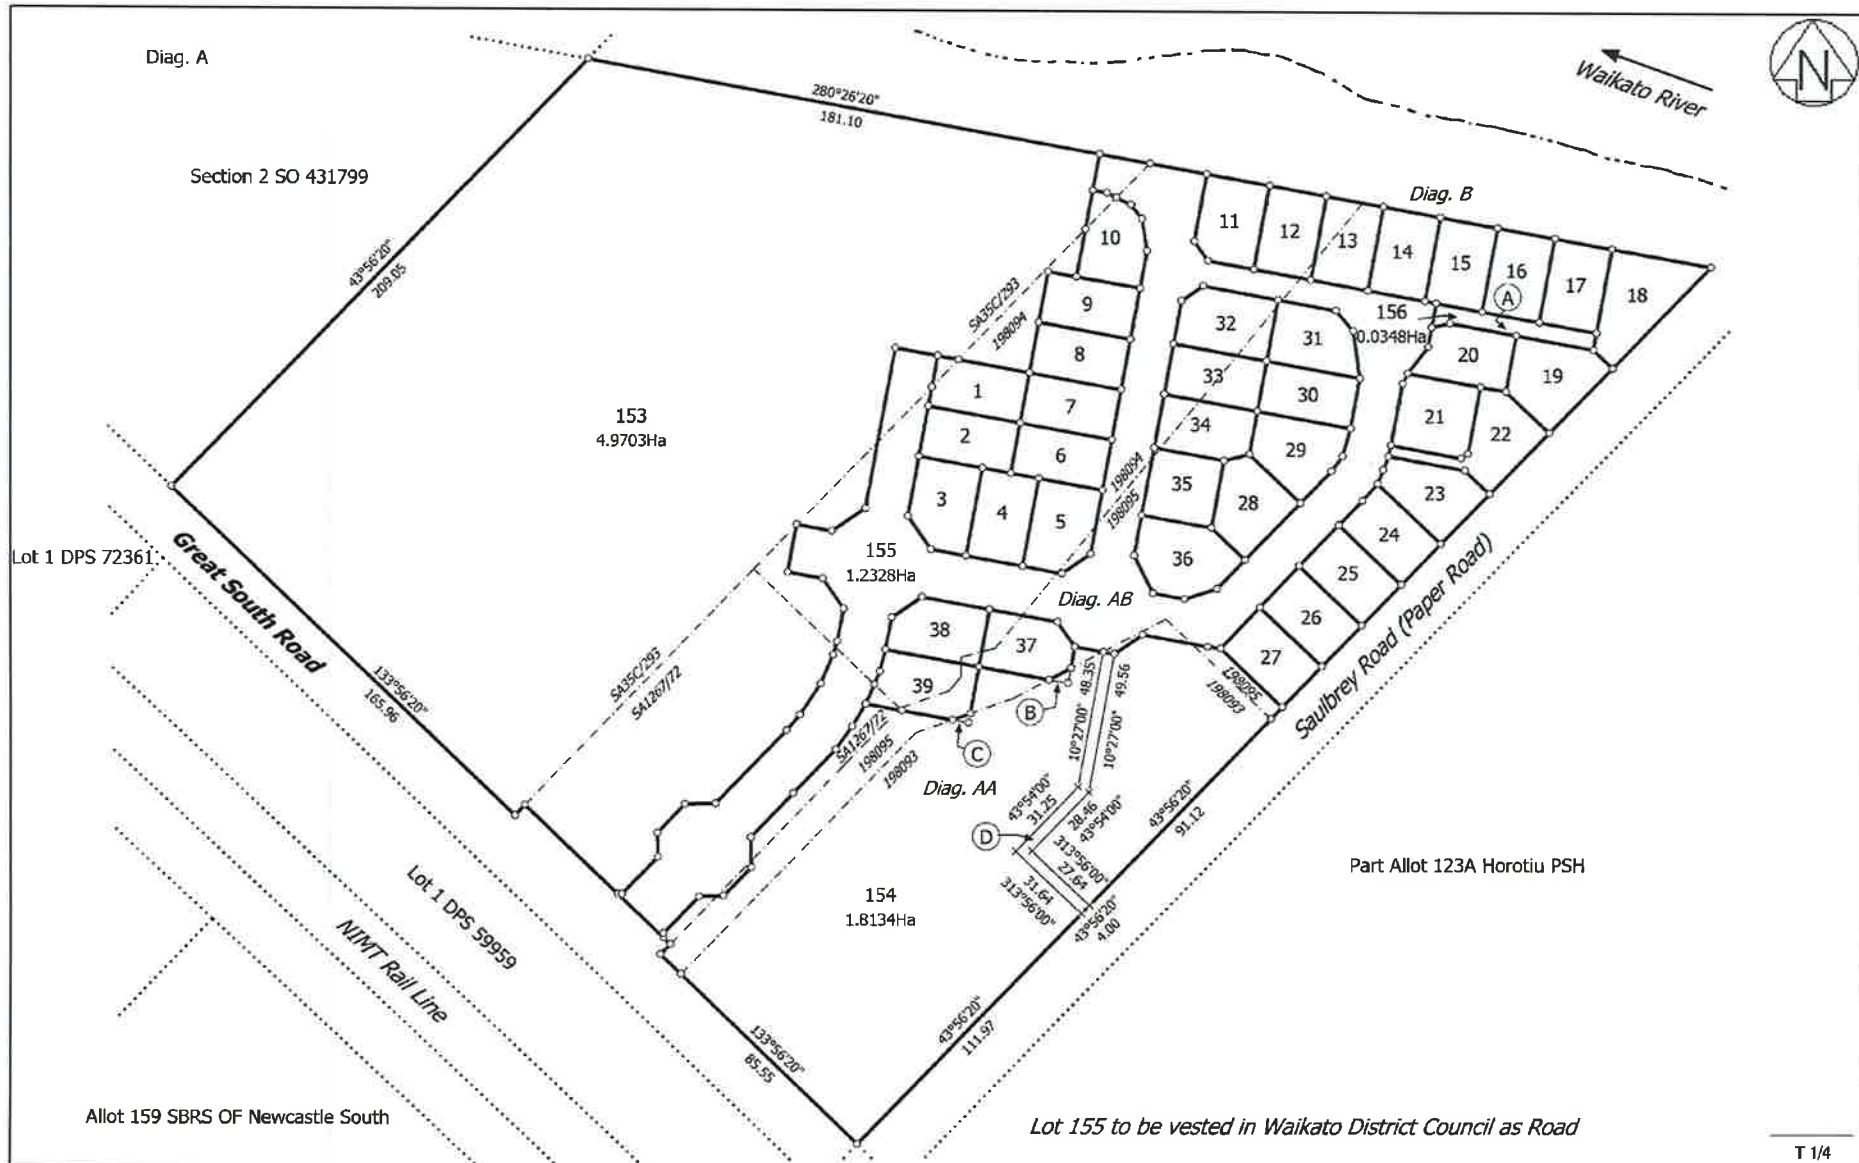 Diag. A
N
Waikato River
280°26'20"
181.10
Section 2 SO 431799
Diag. B
43°56'20"
209.05
11
12
13
14
15
16
17
18
10
A
SA35C/293
198094
9
8
32
31
156
0.0348Ha
20
19
33
30
1
7
153
4.9703Ha
2
6
34
29
21
22
198094
198095
3
4
5
35
28
23
24
36
25
155
1.2328Ha
Lot 1 DPS 72361
Great South Road
Diag. AB
26
27
38
37
39
SA35C/293
SA1267/72
133°56'20"
165.96
48.35
10°27'00"
49.56
10°27'00"
198095
198093
Saulbrey Road (Paper Road)
B
C
SA1267/72
198095
198093
Diag. AA
43°54'00"
31.25
28.46
43°54'00"
D
313°56'00"
27.64
31.64
313°56'00"
43°56'20"
91.12
43°56'20"
4.00
Part Allot 123A Horotiu PSH
154
1.8134Ha
Lot 1 DPS 59959
NIMT Rail Line
43°56'20"
111.97
133°56'20"
85.55
Allot 159 SBRS OF Newcastle South
Lot 155 to be vested in Waikato District Council as Road
T 1/4